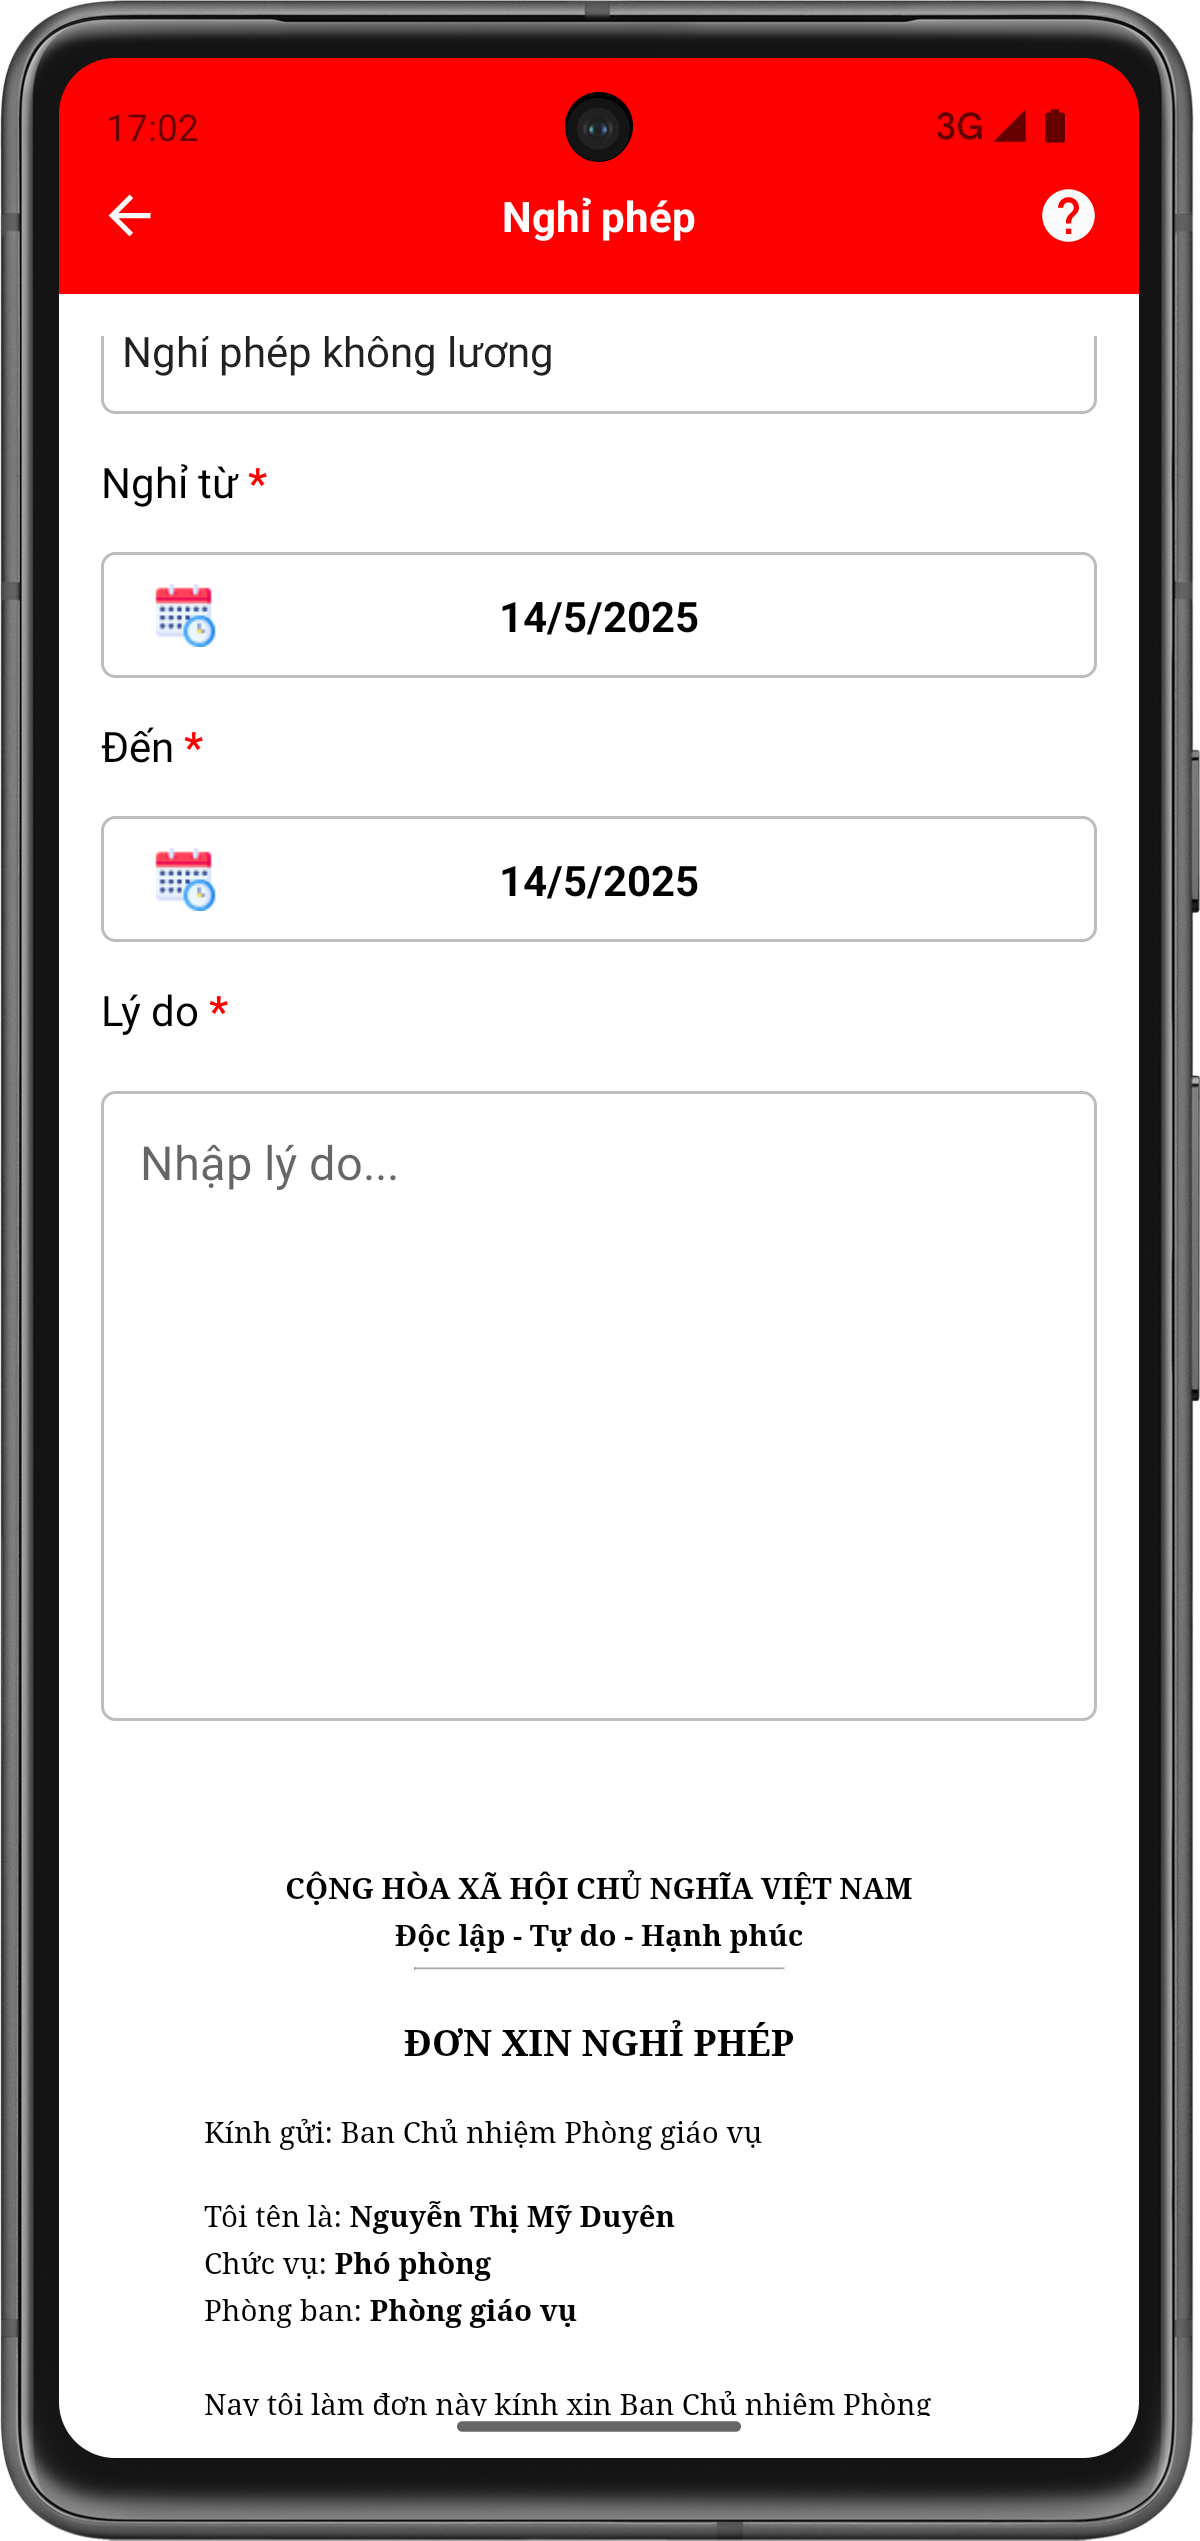 17:02
3G
Nghỉ phép
Nghỉ phép không lương
Nghỉ từ *
14/5/2025
Đến *
14/5/2025
Lý do *
Nhập lý do...
CỘNG HÒA XÃ HỘI CHỦ NGHĨA VIỆT NAM
Độc lập - Tự do - Hạnh phúc
ĐƠN XIN NGHỈ PHÉP
Kính gửi: Ban Chủ nhiệm Phòng giáo vụ
Tôi tên là: Nguyễn Thị Mỹ Duyên
Chức vụ: Phó phòng
Phòng ban: Phòng giáo vụ
Nay tôi làm đơn này kính xin Ban Chủ nhiệm Phòng